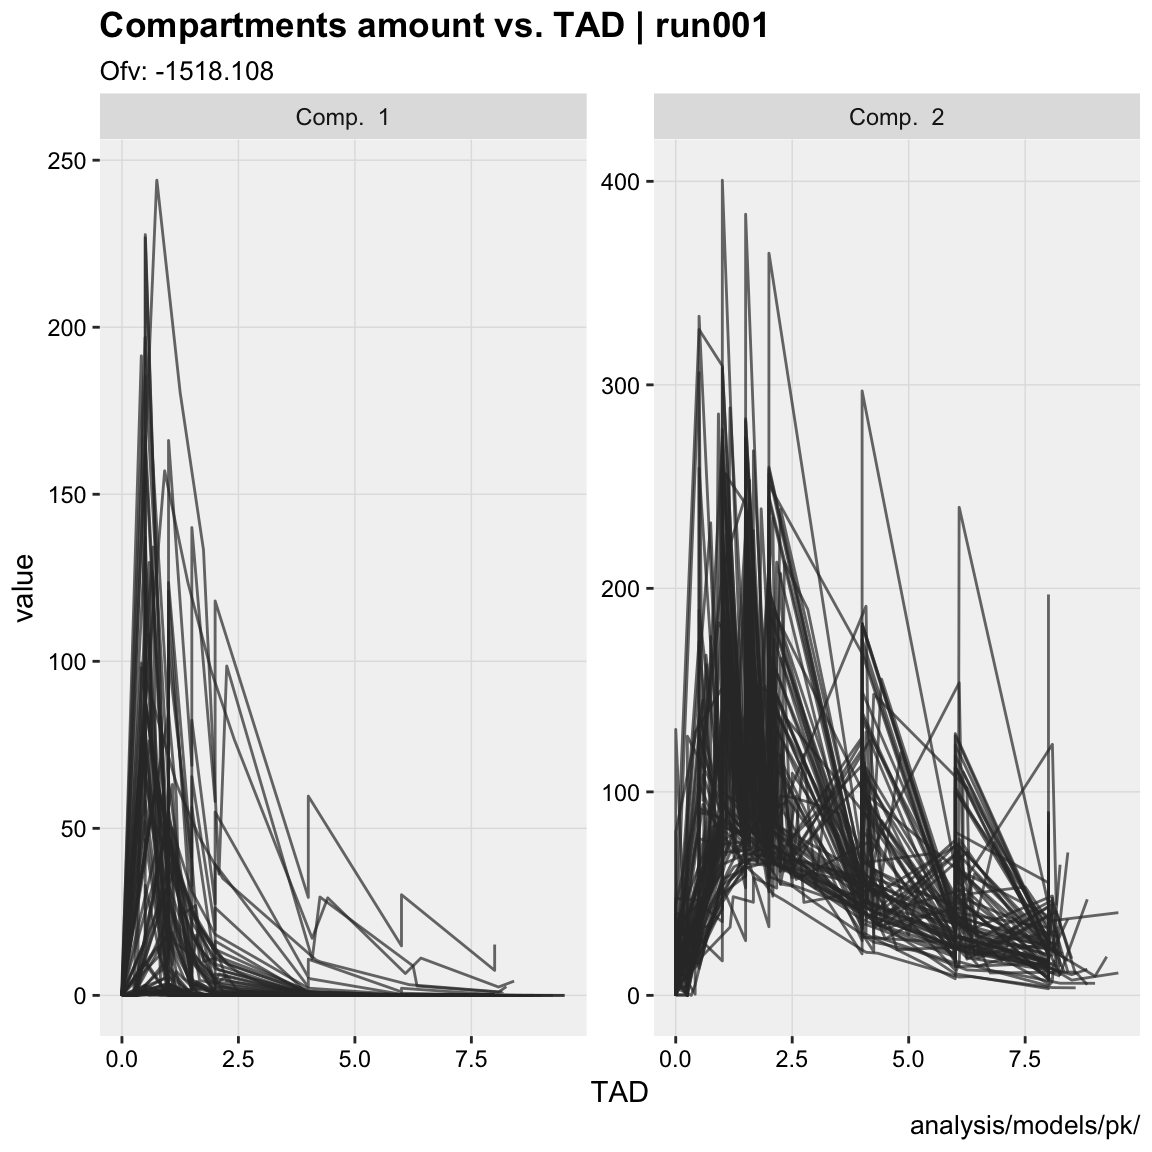 Compartments amount vs. TAD | run001
Ofv: -1518.108
Comp.  1
Comp.  2
value
250
200
150
100
50
0
400
300
200
100
0
0.0 2.5 5.0 7.5
0.0 2.5 5.0 7.5
TAD
analysis/models/pk/